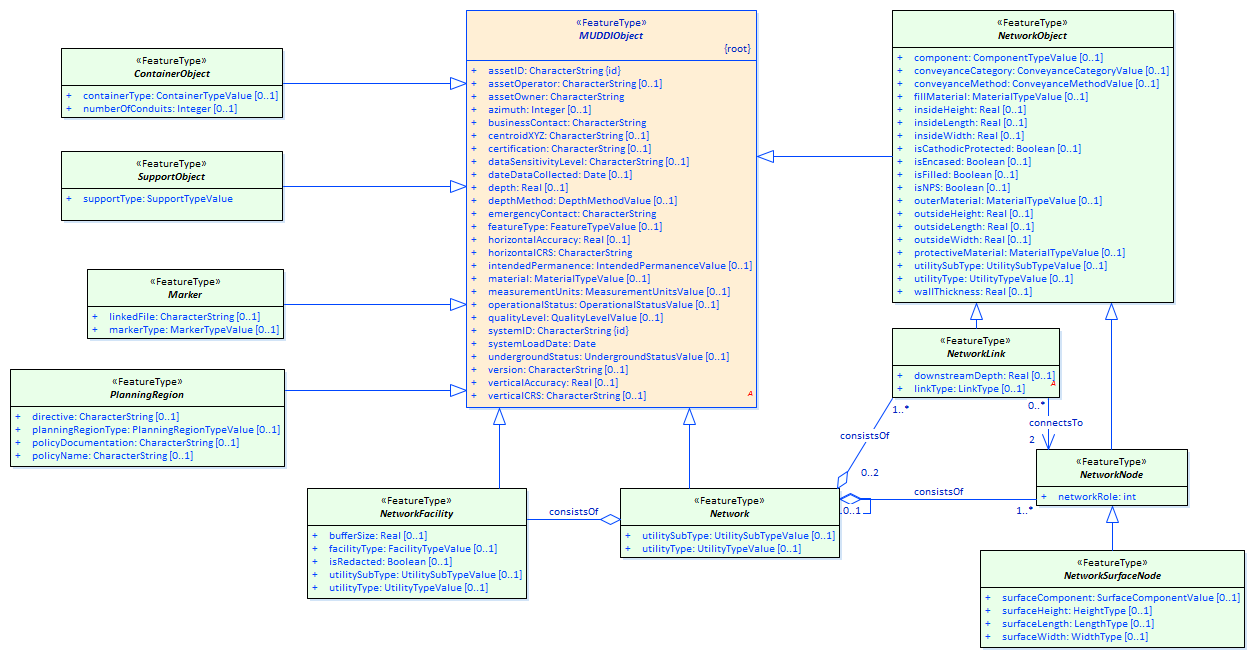 «FeatureType»
ContainerObject
+ containerType: ContainerTypeValue [0..1]
+ numberOfConduits: Integer [0..1]
«FeatureType»
SupportObject
+ supportType: SupportTypeValue
«FeatureType»
Marker
+ linkedFile: CharacterString [0..1]
+ markerType: MarkerTypeValue [0..1]
«FeatureType»
PlanningRegion
+ directive: CharacterString [0..1]
+ planningRegionType: PlanningRegionTypeValue [0..1]
+ policyDocumentation: CharacterString [0..1]
+ policyName: CharacterString [0..1]
«FeatureType»
MUDDIObject
{root}
+ assetID: CharacterString {id}
+ assetOperator: CharacterString [0..1]
+ assetOwner: CharacterString
+ azimuth: Integer [0..1]
+ businessContact: CharacterString
+ centroidXYZ: CharacterString [0..1]
+ certification: CharacterString [0..1]
+ dataSensitivityLevel: CharacterString [0..1]
+ dateDataCollected: Date [0..1]
+ depth: Real [0..1]
+ depthMethod: DepthMethodValue [0..1]
+ emergencyContact: CharacterString
+ featureType: FeatureTypeValue [0..1]
+ horizontalAccuracy: Real [0..1]
+ horizontalCRS: CharacterString
+ intendedPermanence: IntendedPermanenceValue [0..1]
+ material: MaterialTypeValue [0..1]
+ measurementUnits: MeasurementUnitsValue [0..1]
+ operationalStatus: OperationalStatusValue [0..1]
+ qualityLevel: QualityLevelValue [0..1]
+ systemID: CharacterString {id}
+ systemLoadDate: Date
+ undergroundStatus: UndergroundStatusValue [0..1]
+ version: CharacterString [0..1]
+ verticalAccuracy: Real [0..1]
+ verticalCRS: CharacterString [0..1]
A
«FeatureType»
NetworkObject
+ component: ComponentTypeValue [0..1]
+ conveyanceCategory: ConveyanceCategoryValue [0..1]
+ conveyanceMethod: ConveyanceMethodValue [0..1]
+ fillMaterial: MaterialTypeValue [0..1]
+ insideHeight: Real [0..1]
+ insideLength: Real [0..1]
+ insideWidth: Real [0..1]
+ isCathodicProtected: Boolean [0..1]
+ isEncased: Boolean [0..1]
+ isFilled: Boolean [0..1]
+ isNPS: Boolean [0..1]
+ outerMaterial: MaterialTypeValue [0..1]
+ outsideHeight: Real [0..1]
+ outsideLength: Real [0..1]
+ outsideWidth: Real [0..1]
+ protectiveMaterial: MaterialTypeValue [0..1]
+ utilitySubType: UtilitySubTypeValue [0..1]
+ utilityType: UtilityTypeValue [0..1]
+ wallThickness: Real [0..1]
«FeatureType»
NetworkLink
+ downstreamDepth: Real [0..1]
+ linkType: LinkType [0..1]
A
1..*
0..*
connectsTo
2
consistsOf
0..2
«FeatureType»
NetworkNode
+ networkRole: int
consistsOf
0..1
1..*
«FeatureType»
NetworkFacility
+ bufferSize: Real [0..1]
+ facilityType: FacilityTypeValue [0..1]
+ isRedacted: Boolean [0..1]
+ utilitySubType: UtilitySubTypeValue [0..1]
+ utilityType: UtilityTypeValue [0..1]
consistsOf
«FeatureType»
Network
+ utilitySubType: UtilitySubTypeValue [0..1]
+ utilityType: UtilityTypeValue [0..1]
«FeatureType»
NetworkSurfaceNode
+ surfaceComponent: SurfaceComponentValue [0..1]
+ surfaceHeight: HeightType [0..1]
+ surfaceLength: LengthType [0..1]
+ surfaceWidth: WidthType [0..1]